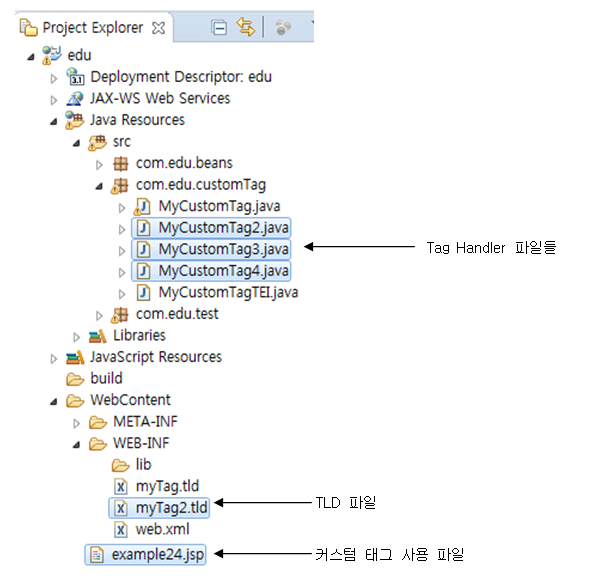 Project Explorer
edu
Deployment Descriptor: edu
JAX-WS Web Services
Java Resources
src
com.edu.beans
com.edu.customTag
MyCustomTag.java
MyCustomTag2.java
MyCustomTag3.java
Tag Handler 파일들
MyCustomTag4.java
MyCustomTagTEI.java
com.edu.test
Libraries
JavaScript Resources
build
WebContent
META-INF
WEB-INF
lib
myTag.tld
myTag2.tld
TLD 파일
web.xml
example24.jsp
커스텀 태그 사용 파일